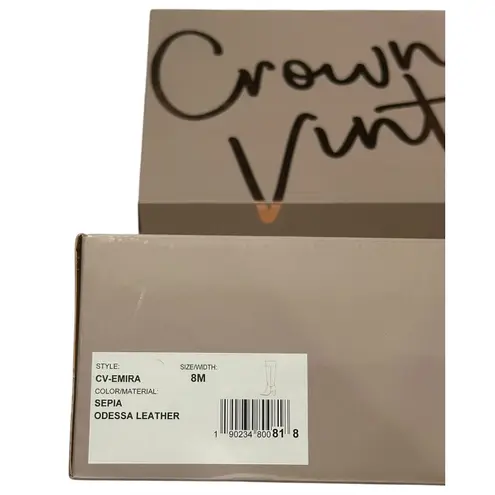 Crown
Vint
STYLE: SIZE/WIDTH:
CV-EMIRA 8M
COLOR/MATERIAL:
SEPIA
ODESSA LEATHER
1 90234 80081 8